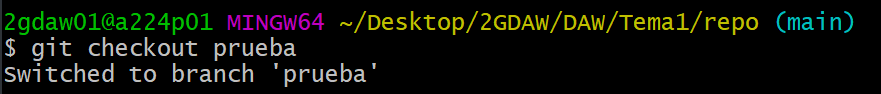 2gdaw01@a224p01 MINGW64 ~/Desktop/2GDAW/DAW/Tema1/repo (main)
$ git checkout prueba
Switched to branch 'prueba'